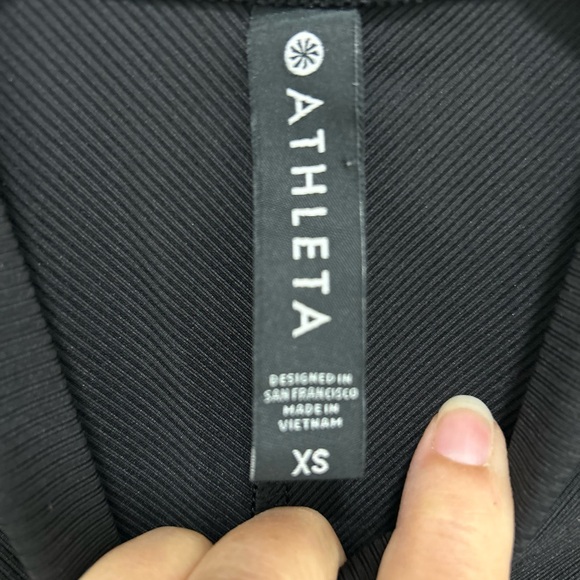 ATHLETA
DESIGNED IN
SAN FRANCISCO
MADE IN
VIETNAM
XS